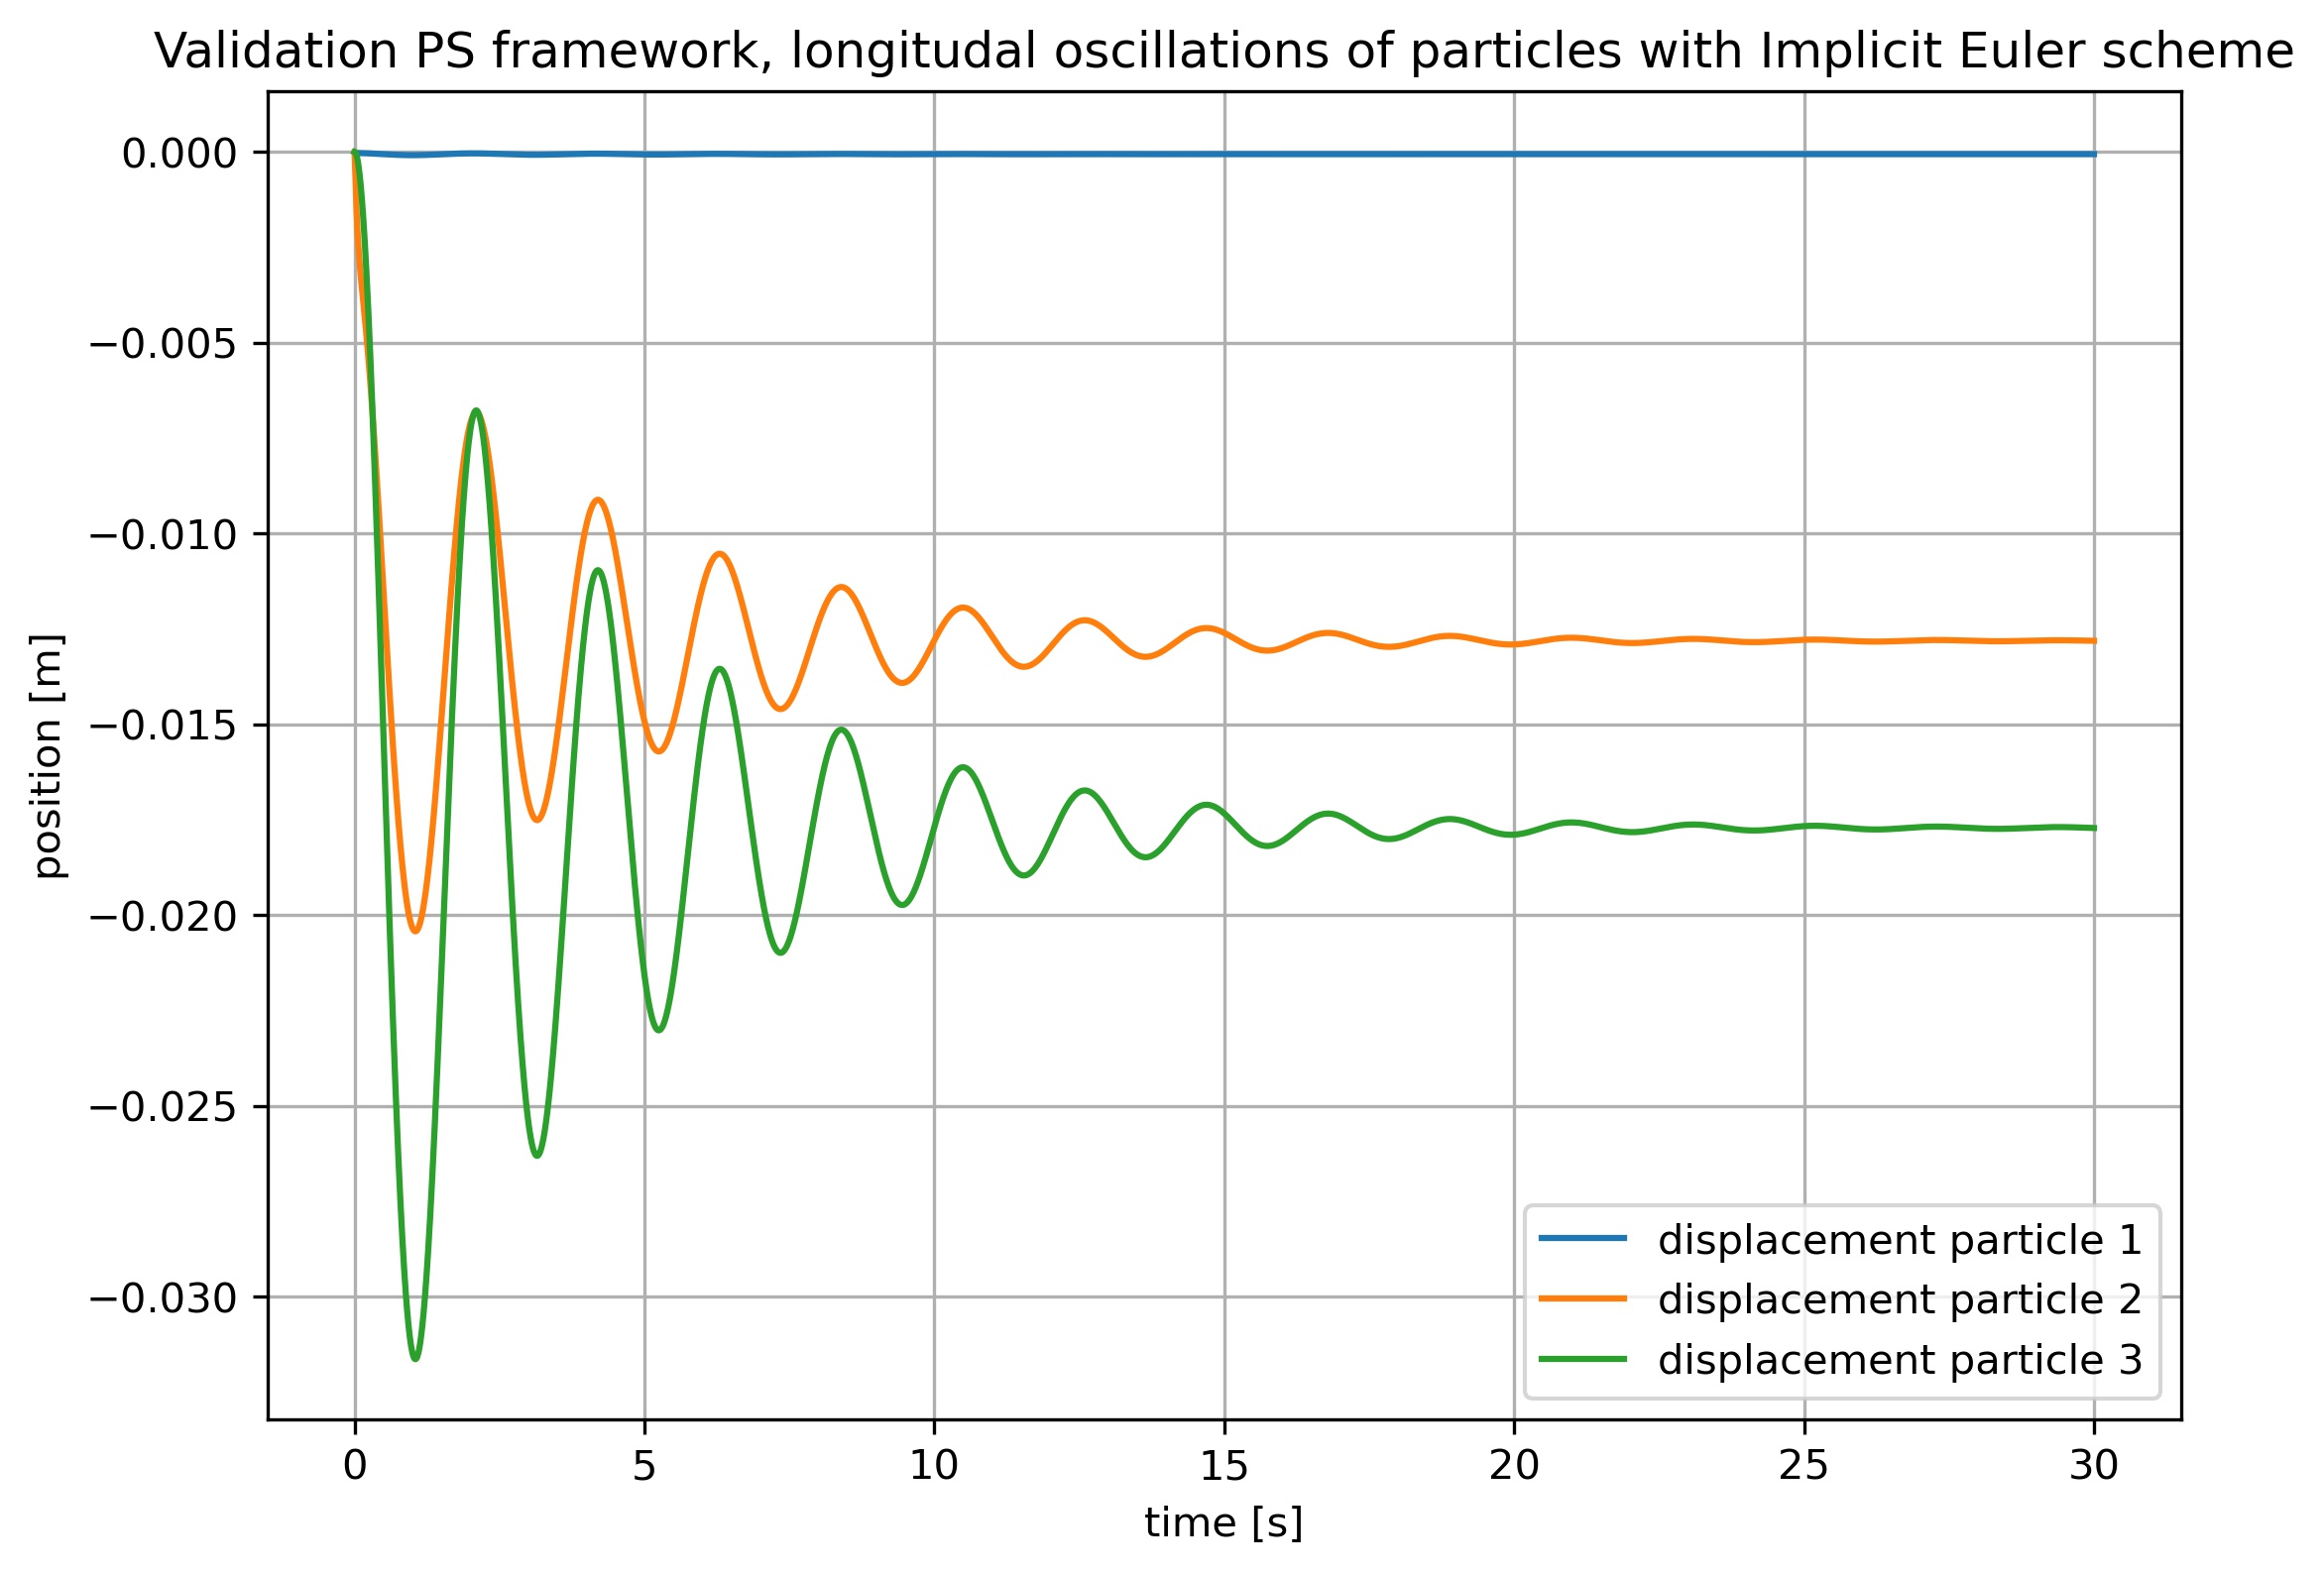 Validation PS framework, longitudal oscillations of particles with Implicit Euler scheme
0.000
−0.005
−0.010
−0.015
−0.020
−0.025
−0.030
position [m]
displacement particle 1
displacement particle 2
displacement particle 3
0 5 10 15 20 25 30
time [s]